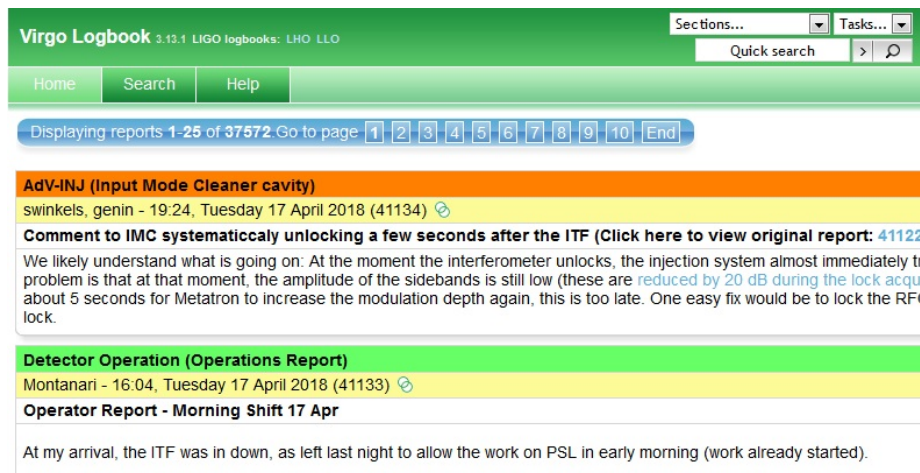 Virgo Logbook 3.13.1 LIGO logbooks: LHO LLO
Sections... Tasks...
Quick search >
Home Search Help
Displaying reports 1-25 of 37572.Go to page 1 2 3 4 5 6 7 8 9 10 End
AdV-INJ (Input Mode Cleaner cavity)
swinkels, genin - 19:24, Tuesday 17 April 2018 (41134)
Comment to IMC systematiccaly unlocking a few seconds after the ITF (Click here to view original report: 41122
We likely understand what is going on: At the moment the interferometer unlocks, the injection system almost immediately
problem is that at that moment, the amplitude of the sidebands is still low (these are reduced by 20 dB during the lock
about 5 seconds for Metatron to increase the modulation depth again, this is too late. One easy fix would be to lock the
lock.
Detector Operation (Operations Report)
Montanari - 16:04, Tuesday 17 April 2018 (41133)
Operator Report - Morning Shift 17 Apr
At my arrival, the ITF was in down, as left last night to allow the work on PSL in early morning (work already started).